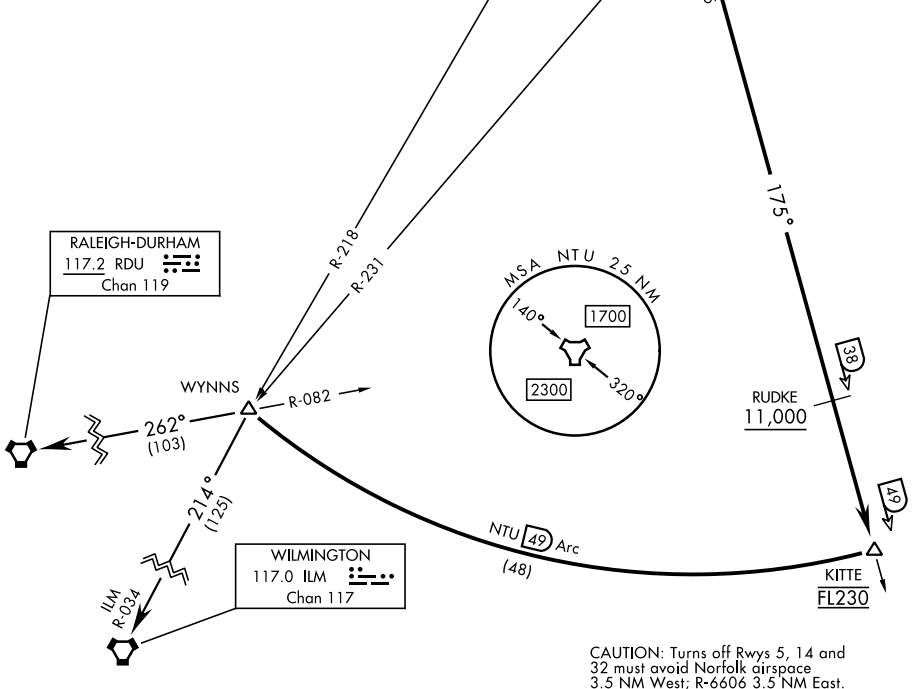 175°
R-218
R-231
RALEIGH-DURHAM
117.2 RDU
Chan 119
MSA NTU 25 NM
140°
1700
2300
320°
38
RUDKE
11,000
WYNNS
R-082
262°
(103)
214°
(125)
49
NTU 49 Arc
(48)
KITTE
FL230
WILMINGTON
117.0 ILM
Chan 117
ILM
R-034
CAUTION: Turns off Rwys 5, 14 and
32 must avoid Norfolk airspace
3.5 NM West; R-6606 3.5 NM East.